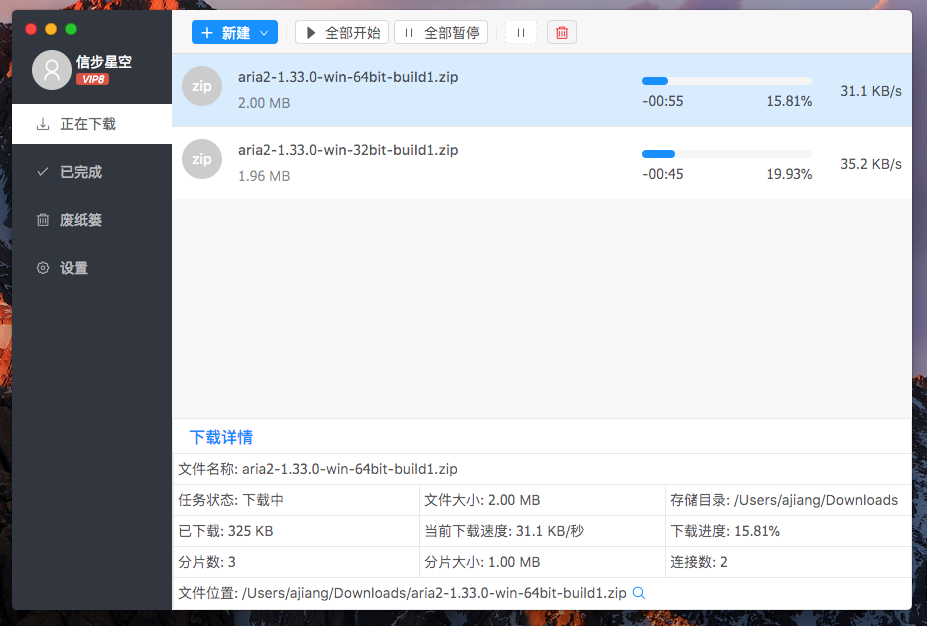 信步星空
VIP8
正在下载
已完成
废纸篓
设置
新建
全部开始
全部暂停
zip
aria2-1.33.0-win-64bit-build1.zip
2.00 MB
-00:55
15.81%
31.1 KB/s
zip
aria2-1.33.0-win-32bit-build1.zip
1.96 MB
-00:45
19.93%
35.2 KB/s
下载详情
文件名称: aria2-1.33.0-win-64bit-build1.zip
任务状态: 下载中
文件大小: 2.00 MB
存储目录: /Users/ajiang/Downloads
已下载: 325 KB
当前下载速度: 31.1 KB/秒
下载进度: 15.81%
分片数: 3
分片大小: 1.00 MB
连接数: 2
文件位置: /Users/ajiang/Downloads/aria2-1.33.0-win-64bit-build1.zip